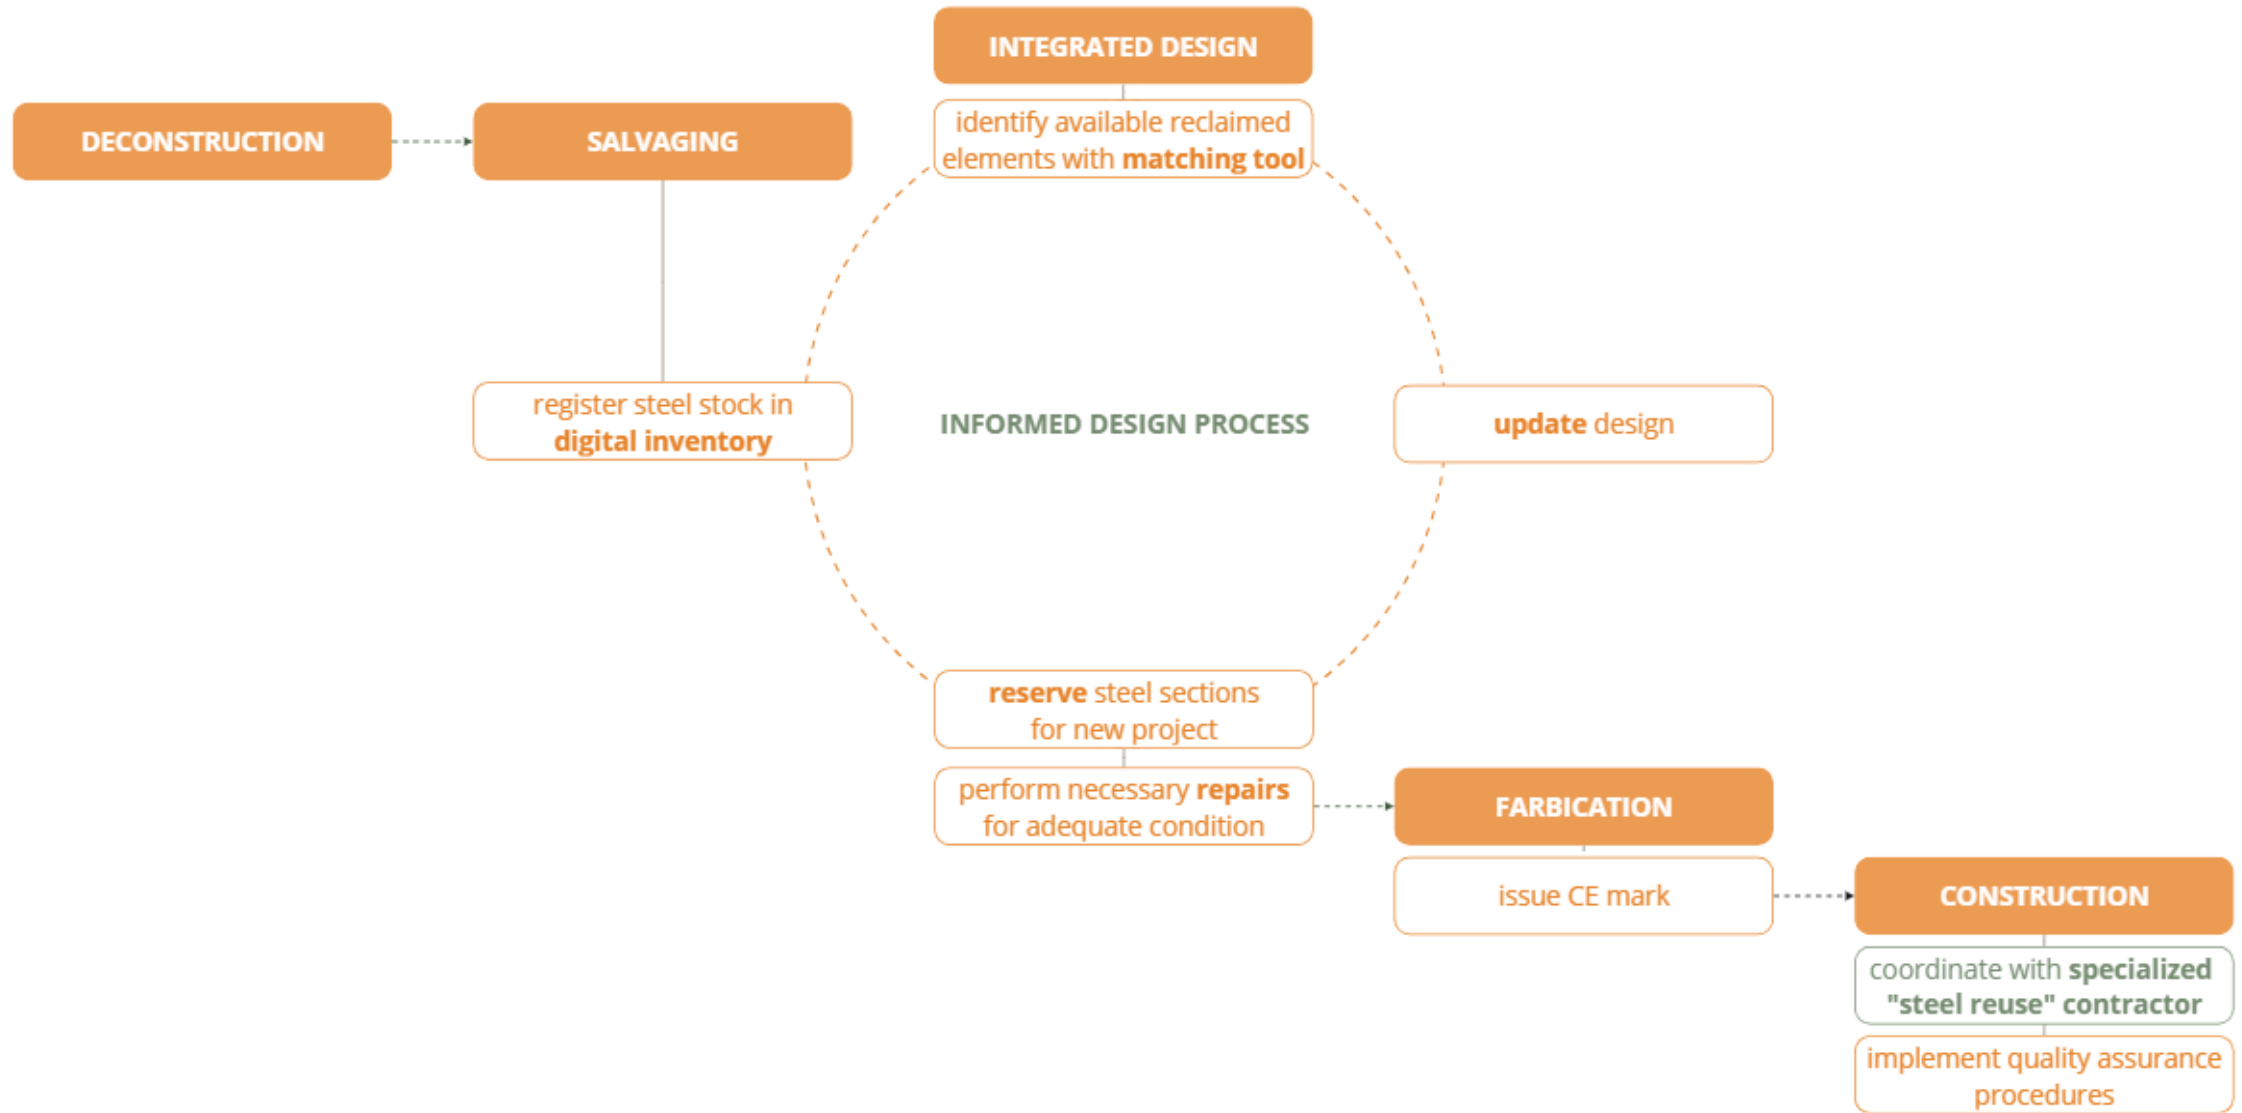 INTEGRATED DESIGN
identify available reclaimed
elements with matching tool
DECONSTRUCTION
SALVAGING
register steel stock in
digital inventory
INFORMED DESIGN PROCESS
update design
reserve steel sections
for new project
perform necessary repairs
for adequate condition
FARBICATION
issue CE mark
CONSTRUCTION
coordinate with specialized
"steel reuse" contractor
implement quality assurance
procedures